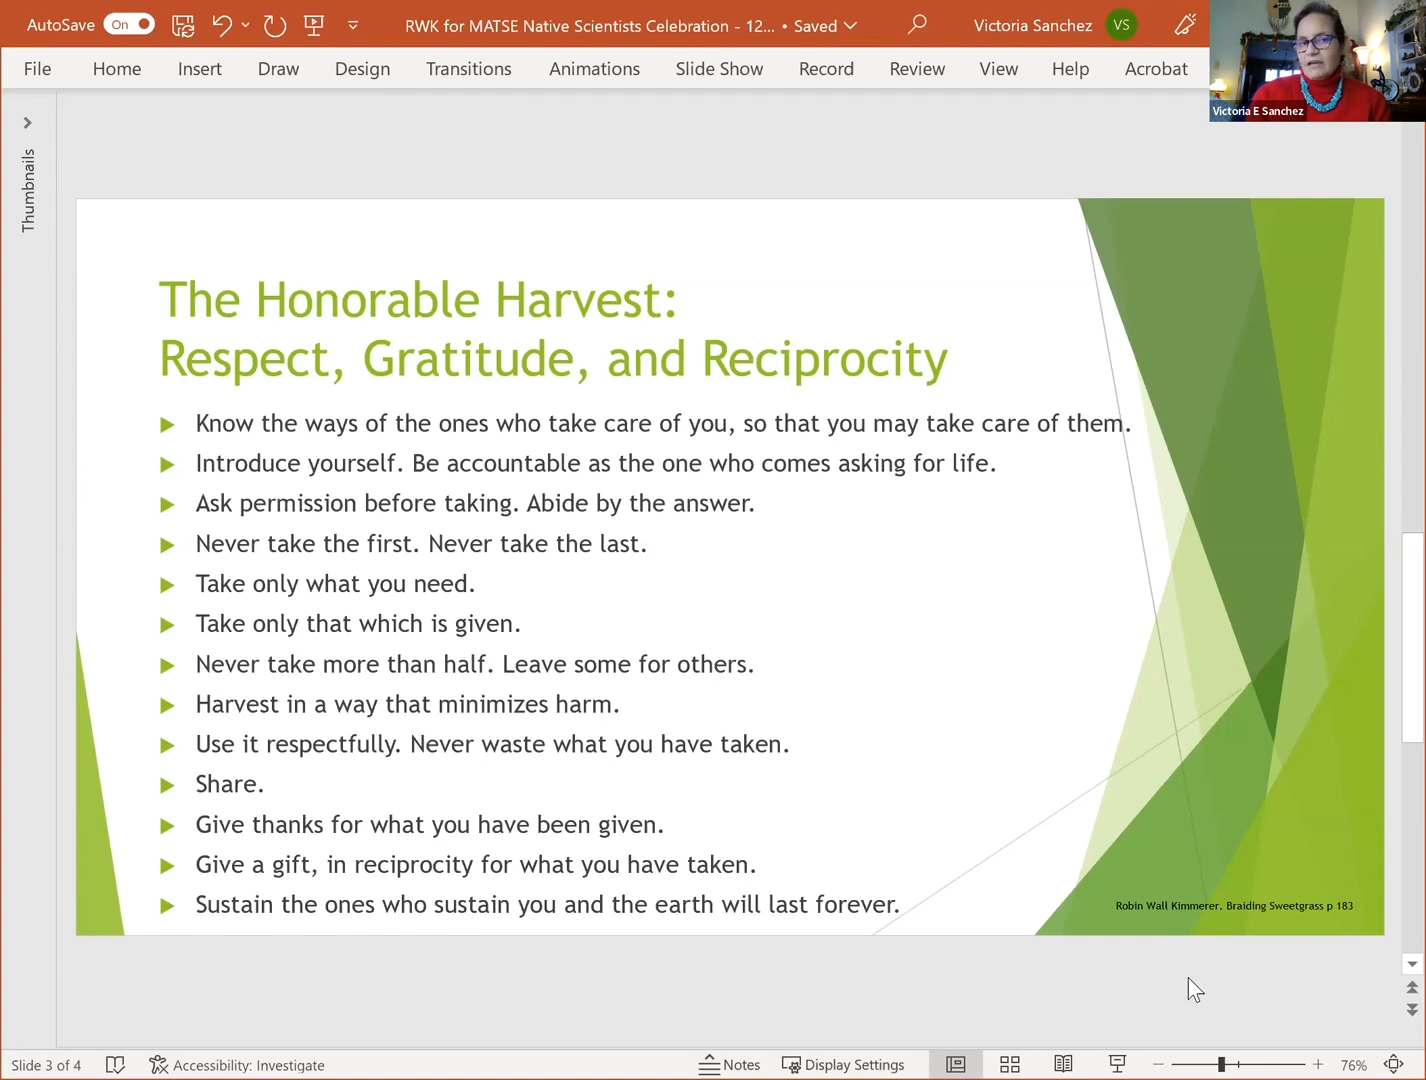 AutoSave On RWK for MATSE Native Scientists Celebration - 12... • Saved Victoria Sanchez VS
File Home Insert Draw Design Transitions Animations Slide Show Record Review View Help Acrobat
Victoria E Sanchez
Thumbnails
The Honorable Harvest:
Respect, Gratitude, and Reciprocity
Know the ways of the ones who take care of you, so that you may take care of them.
Introduce yourself. Be accountable as the one who comes asking for life.
Ask permission before taking. Abide by the answer.
Never take the first. Never take the last.
Take only what you need.
Take only that which is given.
Never take more than half. Leave some for others.
Harvest in a way that minimizes harm.
Use it respectfully. Never waste what you have taken.
Share.
Give thanks for what you have been given.
Give a gift, in reciprocity for what you have taken.
Sustain the ones who sustain you and the earth will last forever.
Robin Wall Kimmerer. Braiding Sweetgrass p 183
Slide 3 of 4 Accessibility: Investigate Notes Display Settings 76%